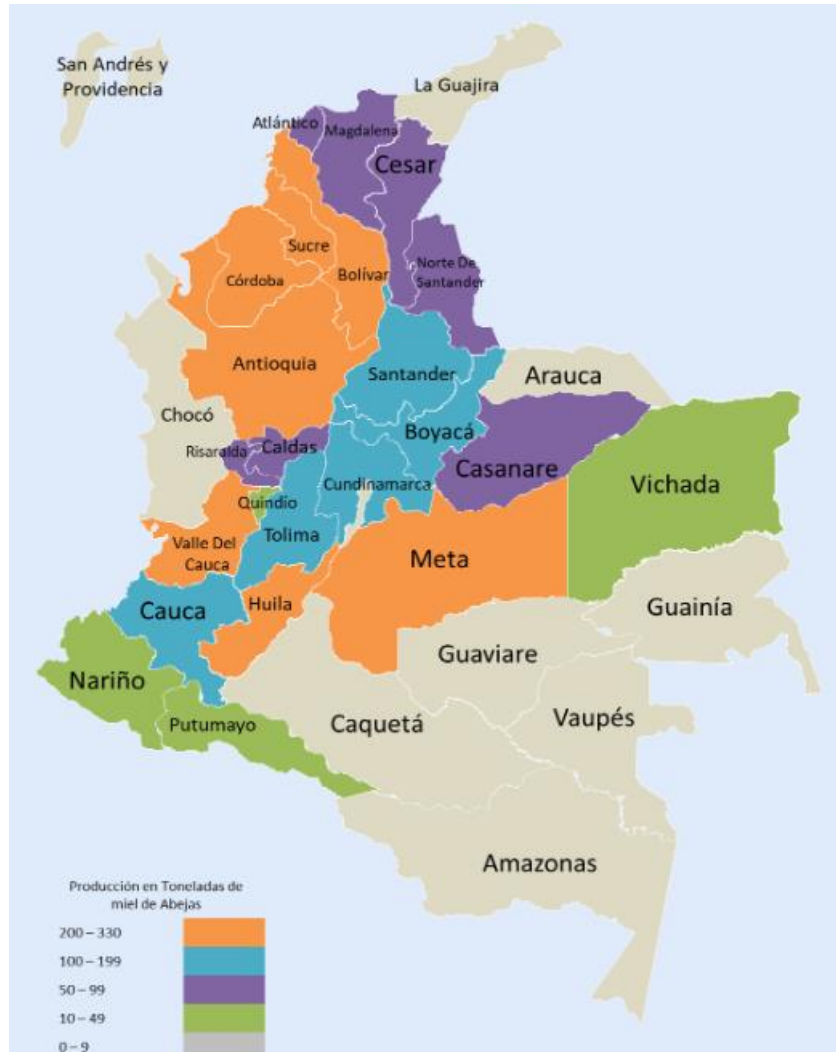 San Andrés y
Providencia
La Guajira
Atlántico
Magdalena
Cesar
Sucre
Bolívar
Córdoba
Norte De
Santander
Antioquia
Santander
Arauca
Chocó
Boyacá
Risaralda
Caldas
Casanare
Cundinamarca
Vichada
Quindío
Tolima
Valle Del
Cauca
Meta
Huila
Cauca
Guainía
Guaviare
Nariño
Caquetá
Vaupés
Putumayo
Amazonas
Producción en Toneladas de
miel de Abejas
200 – 330
100 – 199
50 – 99
10 – 49
0 – 9